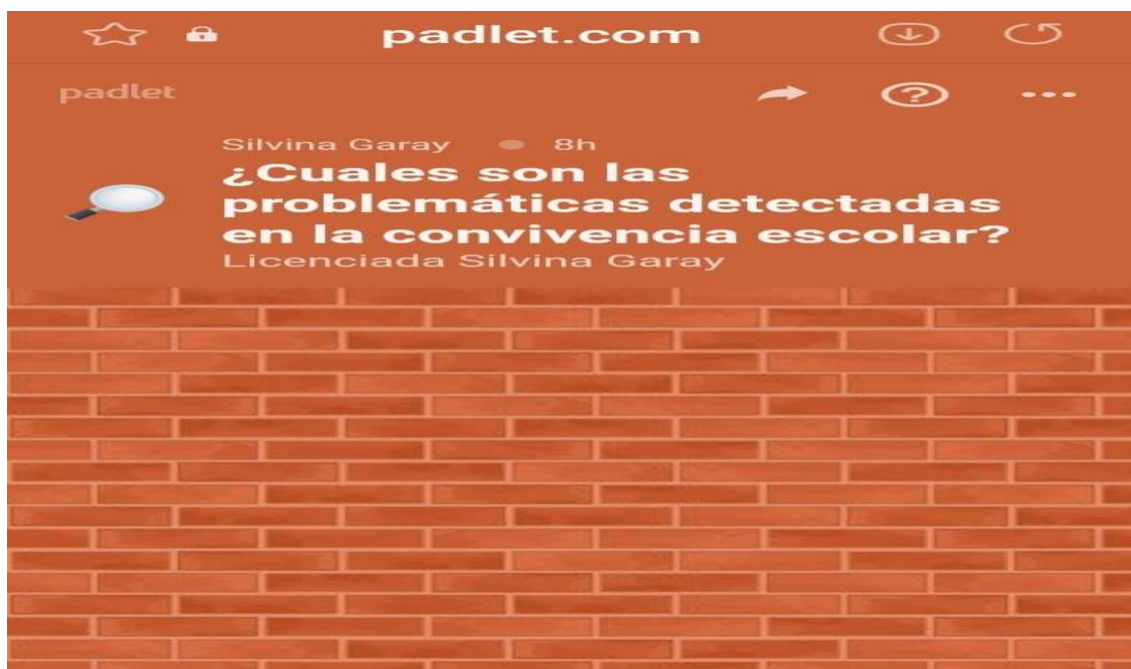 padlet.com
padlet
Silvina Garay 8h
¿Cuales son las
problemáticas detectadas
en la convivencia escolar?
Licenciada Silvina Garay